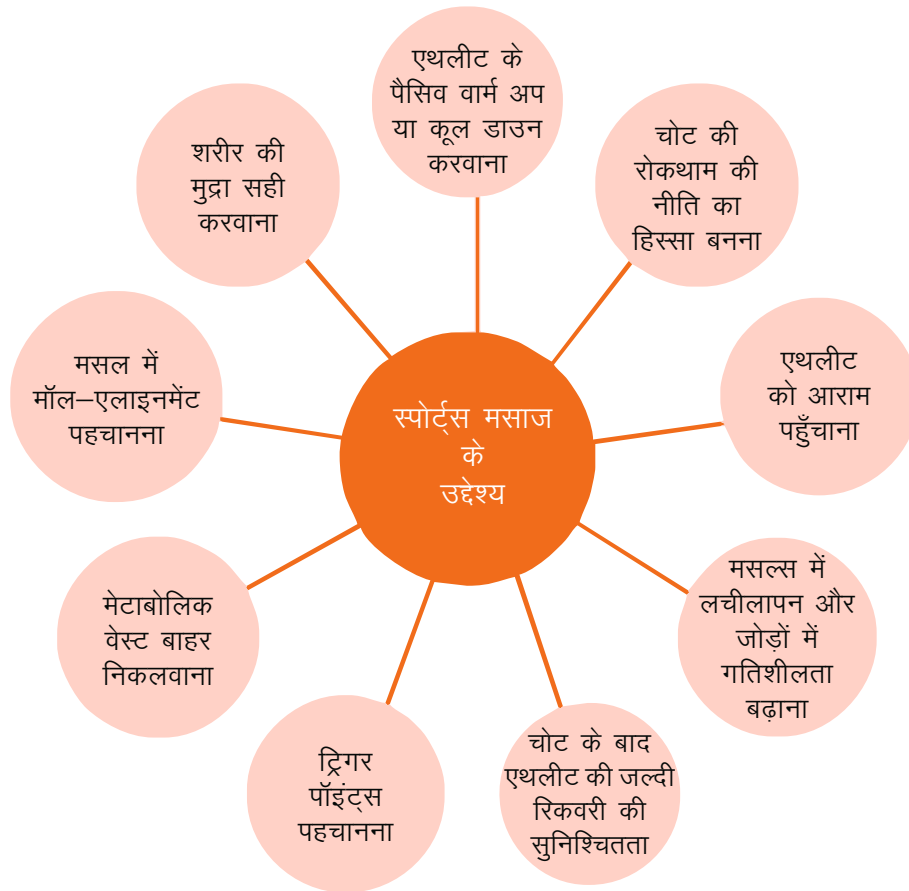 स्पोर्ट्स मसाज
के
उद्देश्य
एथलीट के
पैसिव वार्म अप
या कूल डाउन
करवाना
चोट की
रोकथाम की
नीति का
हिस्सा बनना
एथलीट
को आराम
पहुँचाना
मसल्स में
लचीलापन और
जोड़ों में
गतिशीलता
बढ़ाना
चोट के बाद
एथलीट की जल्दी
रिकवरी की
सुनिश्चितता
ट्रिगर
पॉइंट्स
पहचानना
मेटाबोलिक
वेस्ट बाहर
निकलवाना
मसल में
मॉल–एलाइनमेंट
पहचानना
शरीर की
मुद्रा सही
करवाना